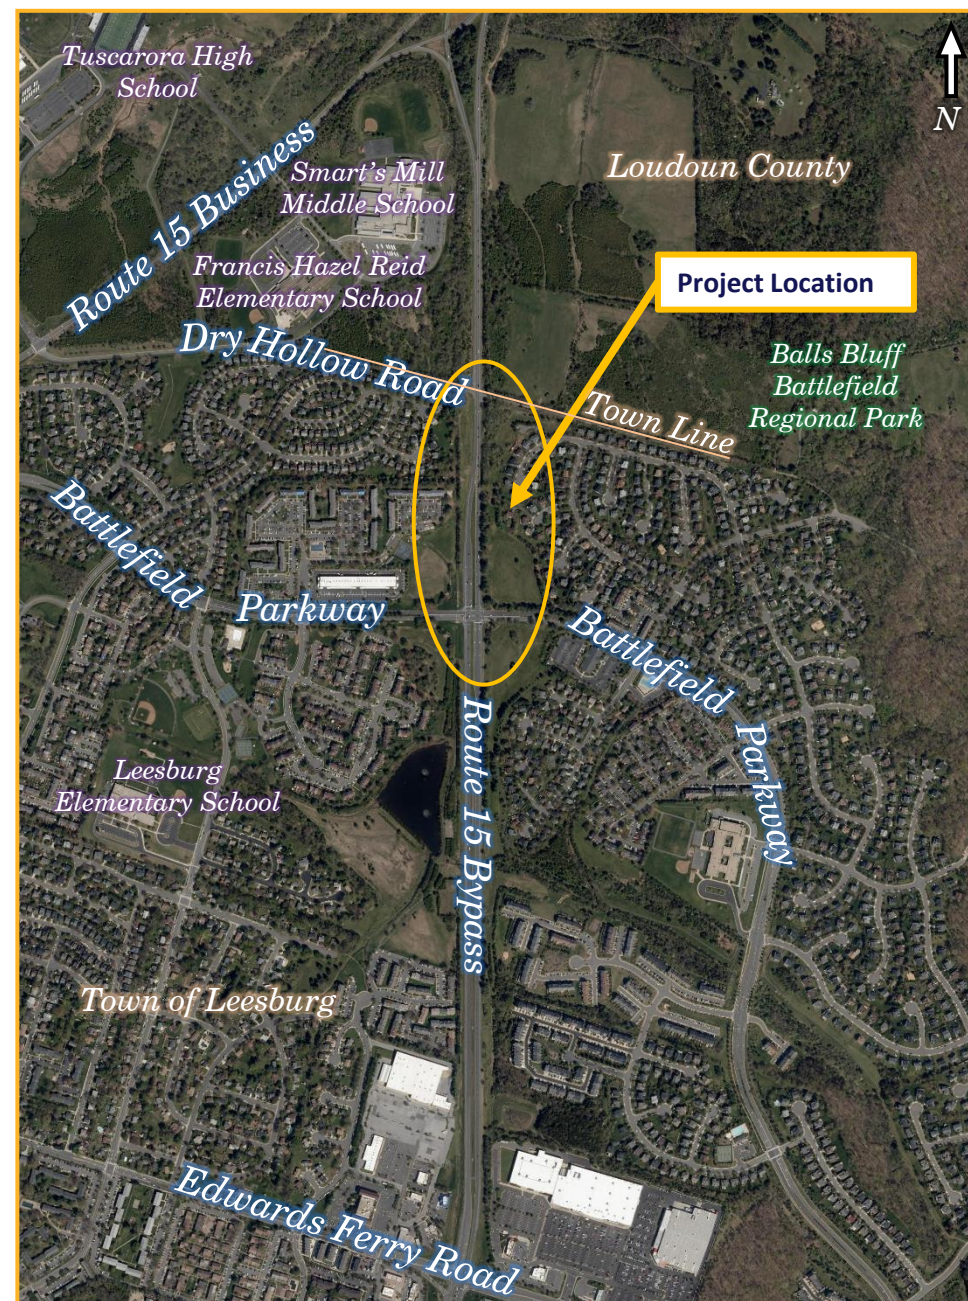 Tuscarora High
School
N
Route 15 Business
Smart's Mill
Middle School
Loudoun County
Francis Hazel Reid
Elementary School
Project Location
Dry Hollow Road
Balls Bluff
Battlefield
Regional Park
Town Line
Battlefield
Parkway
Battlefield
Parkway
Route 15 Bypass
Leesburg
Elementary School
Town of Leesburg
Edwards Ferry Road